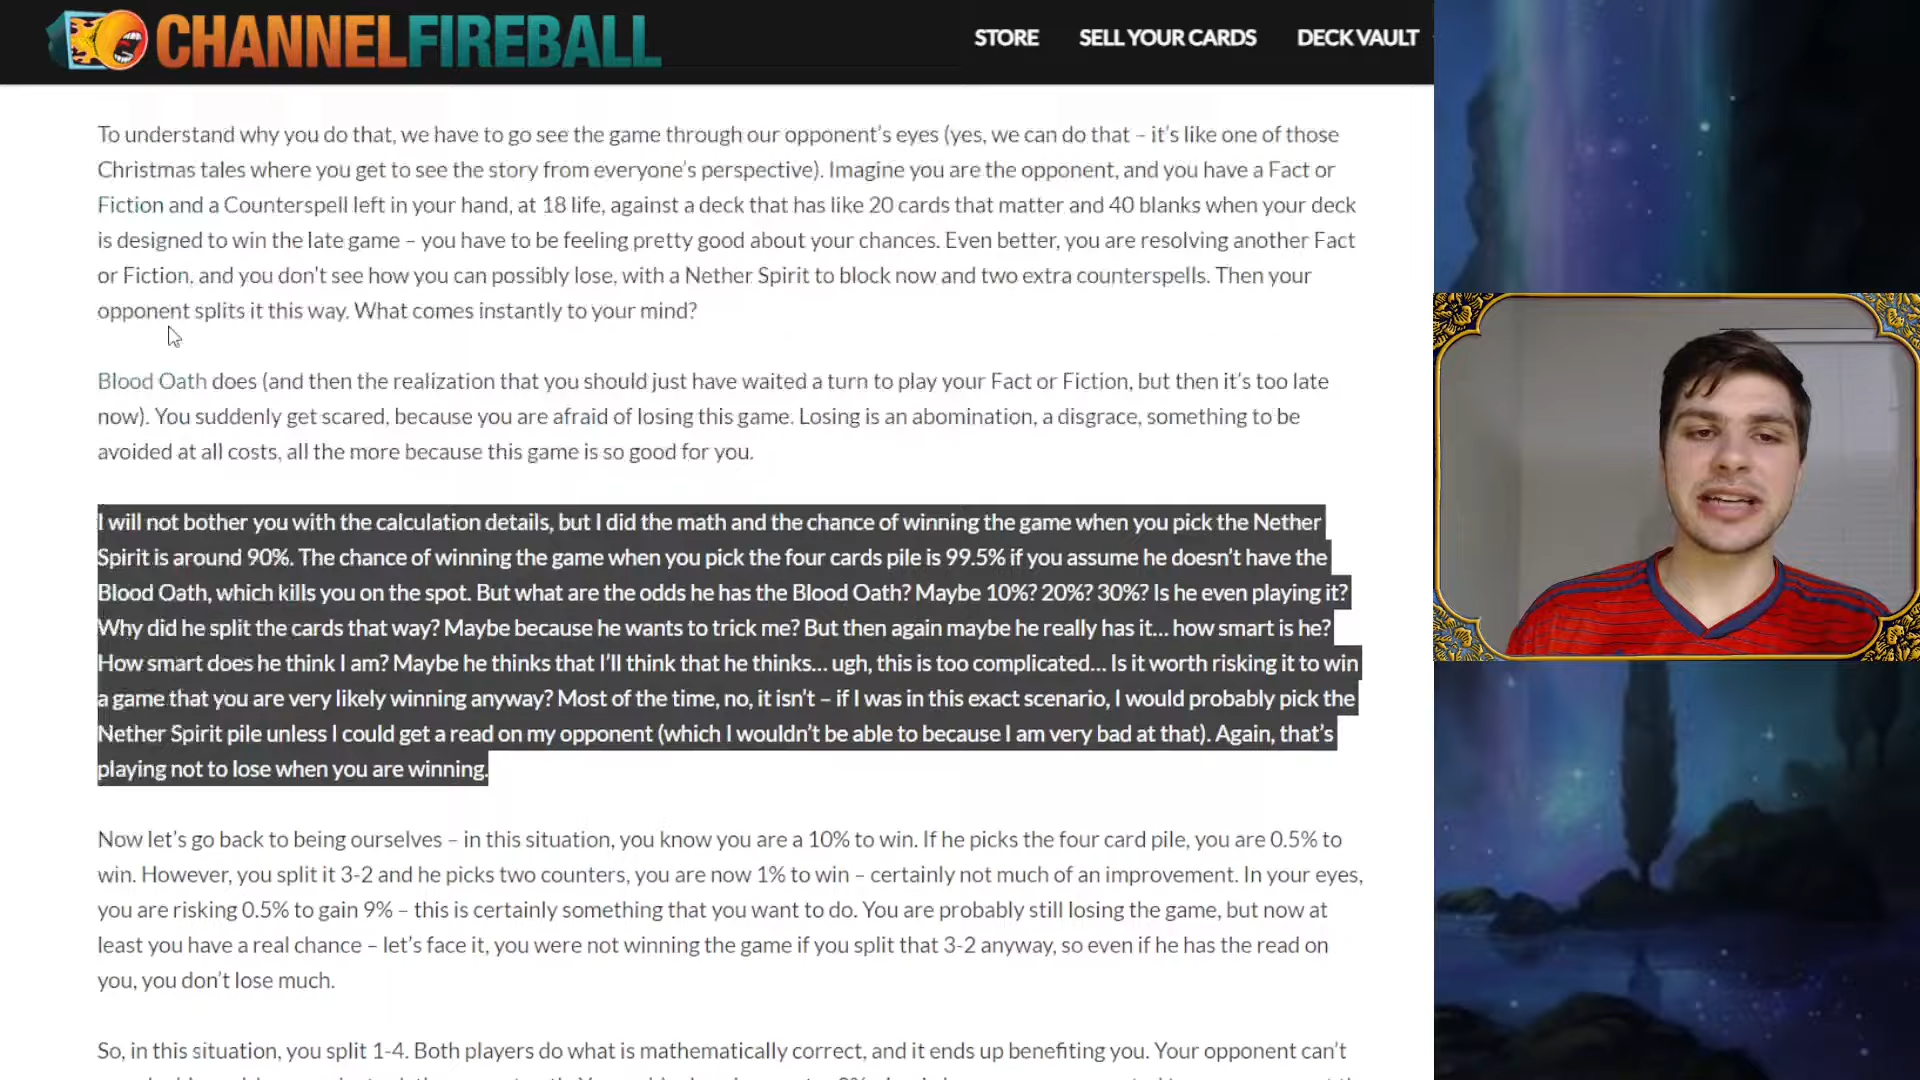 CHANNELFIREBALL
STORE SELL YOUR CARDS DECK VAULT
To understand why you do that, we have to go see the game through our opponent's eyes (yes, we can do that – it's like one of those
Christmas tales where you get to see the story from everyone's perspective). Imagine you are the opponent, and you have a Fact or
Fiction and a Counterspell left in your hand, at 18 life, against a deck that has like 20 cards that matter and 40 blanks when your deck
is designed to win the late game – you have to be feeling pretty good about your chances. Even better, you are resolving another Fact
or Fiction, and you don't see how you can possibly lose, with a Nether Spirit to block now and two extra counterspells. Then your
opponent splits it this way. What comes instantly to your mind?
Blood Oath does (and then the realization that you should just have waited a turn to play your Fact or Fiction, but then it's too late
now). You suddenly get scared, because you are afraid of losing this game. Losing is an abomination, a disgrace, something to be
avoided at all costs, all the more because this game is so good for you.
I will not bother you with the calculation details, but I did the math and the chance of winning the game when you pick the Nether
Spirit is around 90%. The chance of winning the game when you pick the four cards pile is 99.5% if you assume he doesn't have the
Blood Oath, which kills you on the spot. But what are the odds he has the Blood Oath? Maybe 10%? 20%? 30%? Is he even playing it?
Why did he split the cards that way? Maybe because he wants to trick me? But then again maybe he really has it… how smart is he?
How smart does he think I am? Maybe he thinks that I'll think that he thinks… ugh, this is too complicated… Is it worth risking it to win
a game that you are very likely winning anyway? Most of the time, no, it isn't – if I was in this exact scenario, I would probably pick the
Nether Spirit pile unless I could get a read on my opponent (which I wouldn't be able to because I am very bad at that). Again, that's
playing not to lose when you are winning.
Now let's go back to being ourselves – in this situation, you know you are a 10% to win. If he picks the four card pile, you are 0.5% to
win. However, you split it 3-2 and he picks two counters, you are now 1% to win – certainly not much of an improvement. In your eyes,
you are risking 0.5% to gain 9% – this is certainly something that you want to do. You are probably still losing the game, but now at
least you have a real chance – let's face it, you were not winning the game if you split that 3-2 anyway, so even if he has the read on
you, you don't lose much.
So, in this situation, you split 1-4. Both players do what is mathematically correct, and it ends up benefiting you. Your opponent can't